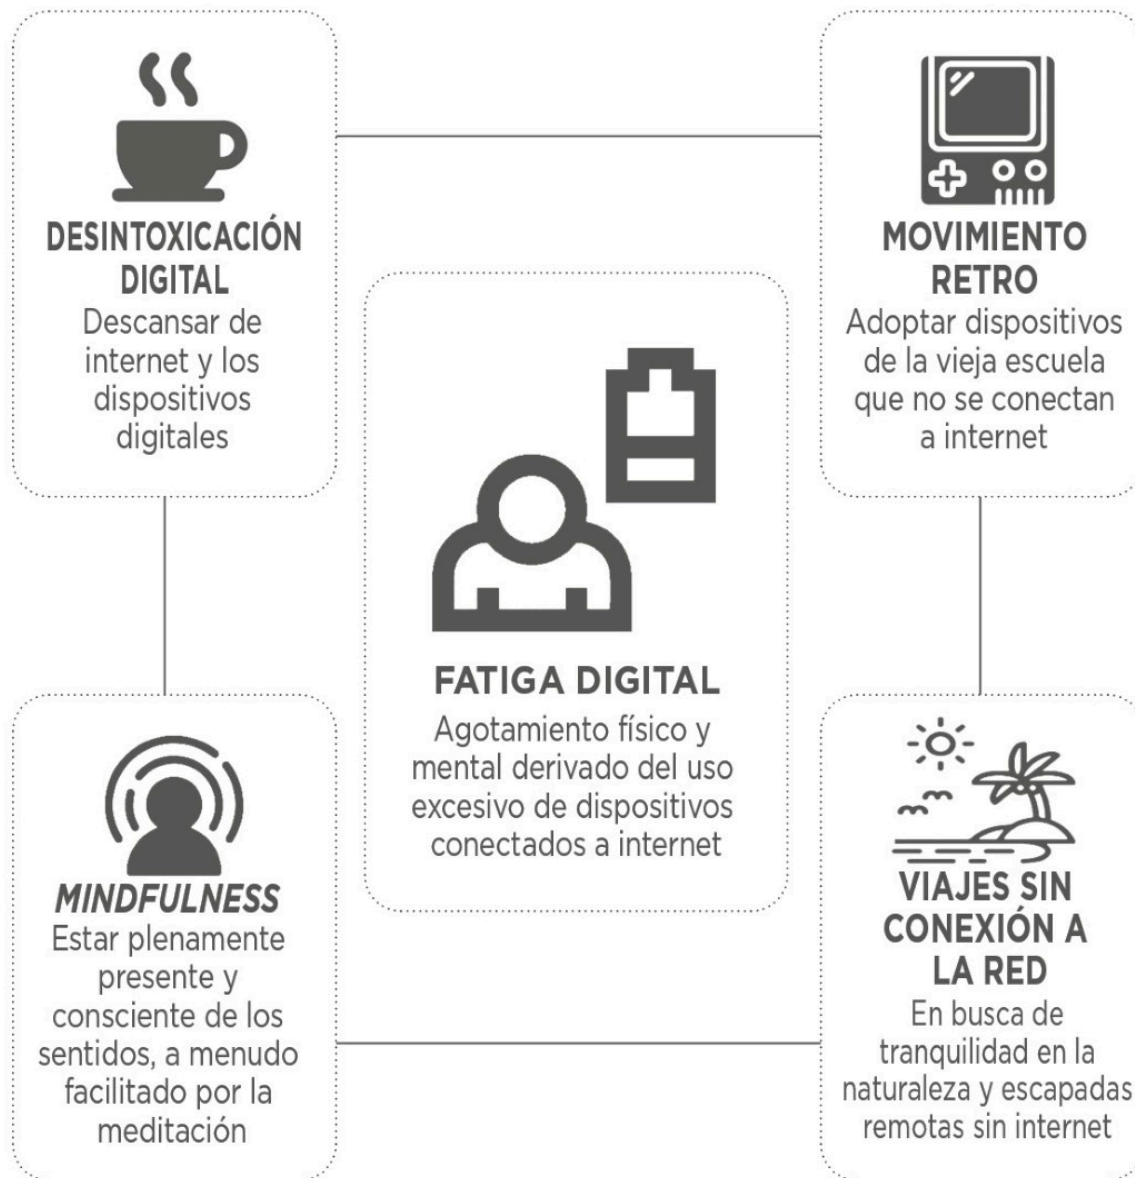 DESINTOXICACIÓN
DIGITAL
Descansar de
internet y los
dispositivos
digitales
MOVIMIENTO
RETRO
Adoptar dispositivos
de la vieja escuela
que no se conectan
a internet
FATIGA DIGITAL
Agotamiento físico y
mental derivado del uso
excesivo de dispositivos
conectados a internet
MINDFULNESS
Estar plenamente
presente y
consciente de los
sentidos, a menudo
facilitado por la
meditación
VIAJES SIN
CONEXIÓN A
LA RED
En busca de
tranquilidad en la
naturaleza y escapadas
remotas sin internet